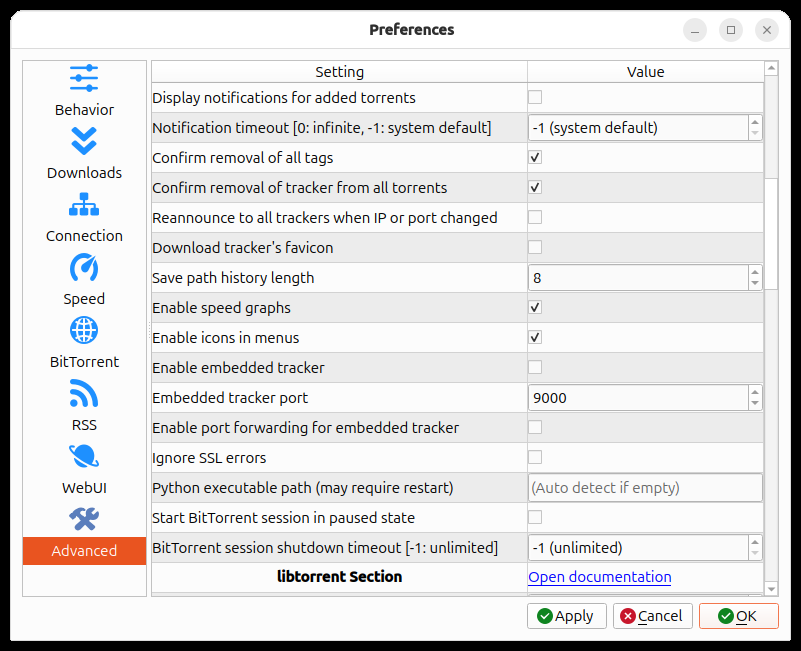 Preferences
Behavior
Downloads
Connection
Speed
BitTorrent
RSS
WebUI
Advanced
Setting Value
Display notifications for added torrents
Notification timeout [0: infinite, -1: system default] -1 (system default)
Confirm removal of all tags
Confirm removal of tracker from all torrents
Reannounce to all trackers when IP or port changed
Download tracker's favicon
Save path history length 8
Enable speed graphs
Enable icons in menus
Enable embedded tracker
Embedded tracker port 9000
Enable port forwarding for embedded tracker
Ignore SSL errors
Python executable path (may require restart) (Auto detect if empty)
Start BitTorrent session in paused state
BitTorrent session shutdown timeout [-1: unlimited] -1 (unlimited)
libtorrent Section Open documentation
Apply Cancel OK